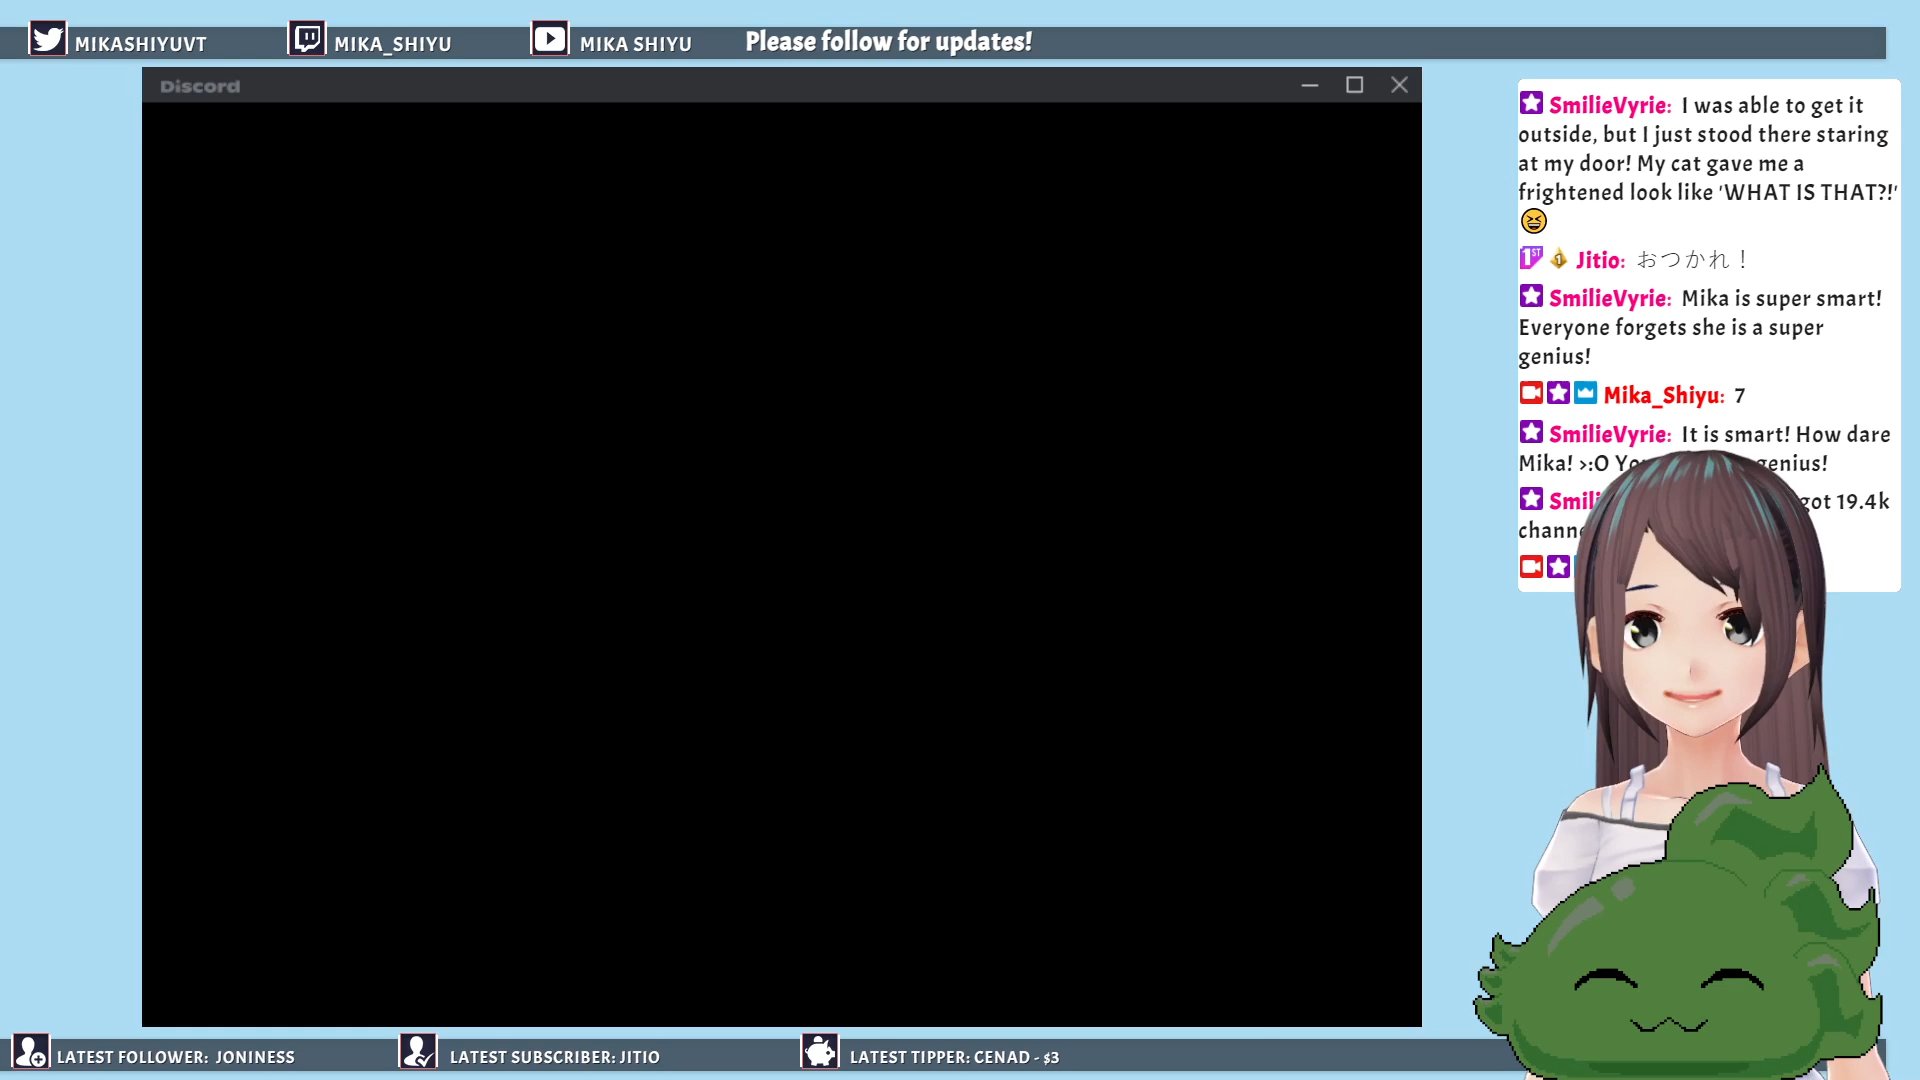 MIKASHIYUVT MIKA_SHIYU MIKA SHIYU Please follow for updates!
Discord
SmilieVyrie: I was able to get it
outside, but I just stood there staring
at my door! My cat gave me a
frightened look like 'WHAT IS THAT?!'
1ST 1 Jitio: おつかれ！
SmilieVyrie: Mika is super smart!
Everyone forgets she is a super
genius!
Mika_Shiyu: 7
SmilieVyrie: It is smart! How dare
Mika! >:O genius!
got 19.4k
LATEST FOLLOWER: JONINESS LATEST SUBSCRIBER: JITIO LATEST TIPPER: CENAD - $3